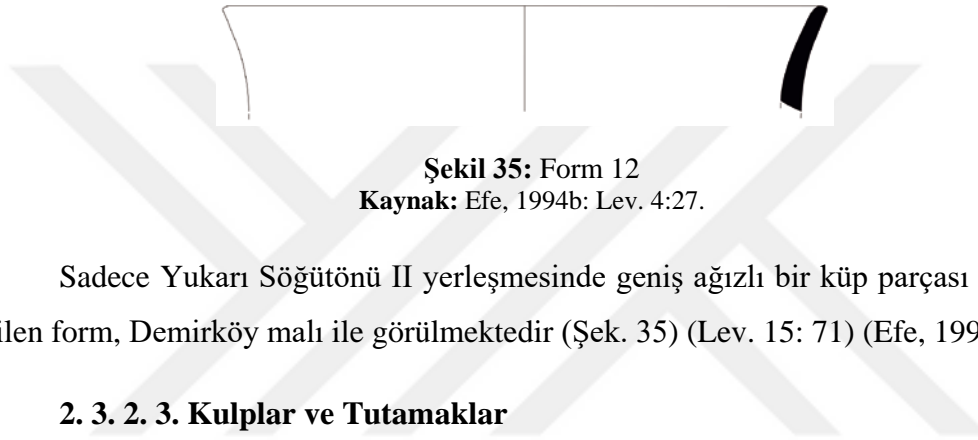 Şekil 35: Form 12
Kaynak: Efe, 1994b: Lev. 4:27.
Sadece Yukarı Söğütönü II yerleşmesinde geniş ağızlı bir küp parçası
ilen form, Demirköy malı ile görülmektedir (Şek. 35) (Lev. 15: 71) (Efe, 199
2. 3. 2. 3. Kulplar ve Tutamaklar